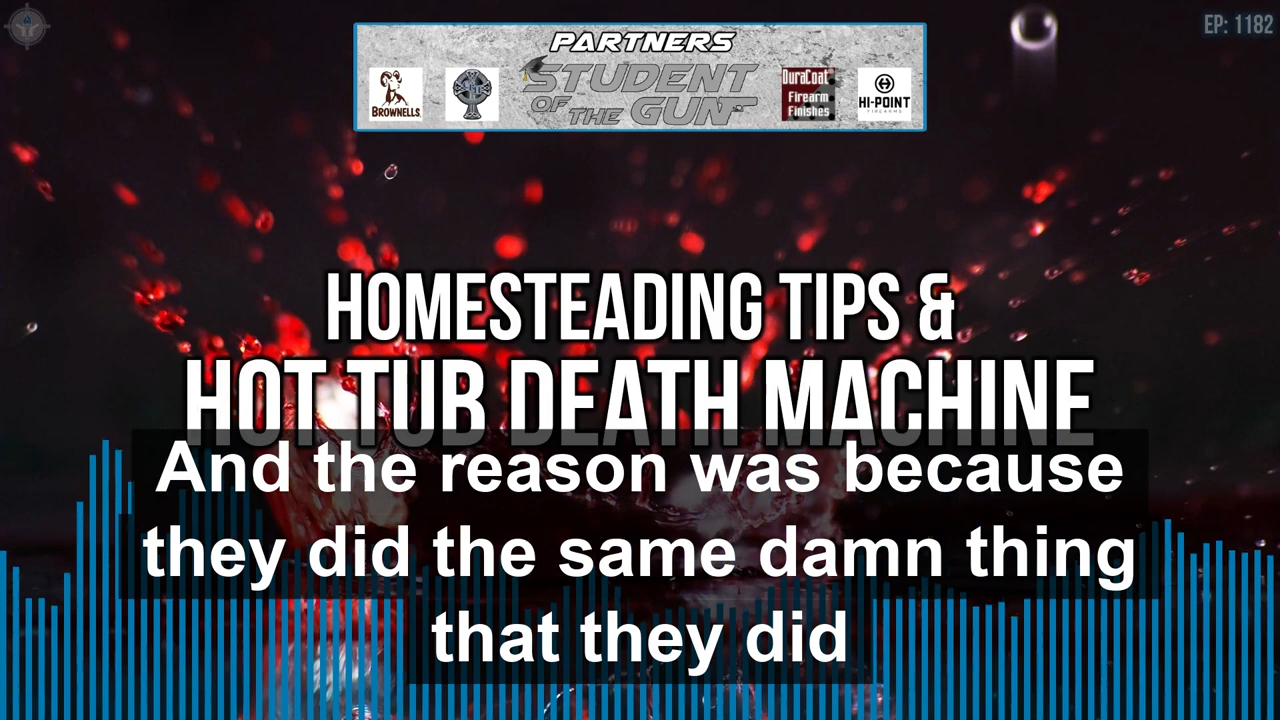 EP: 1182
PARTNERS
STUDENT
OF THE GUN
BROWNELLS
DuraCoat
Firearm
Finishes
HI-POINT
FIREARMS
HOMESTEADING TIPS &
HOT TUB DEATH MACHINE
And the reason was because
they did the same damn thing
that they did